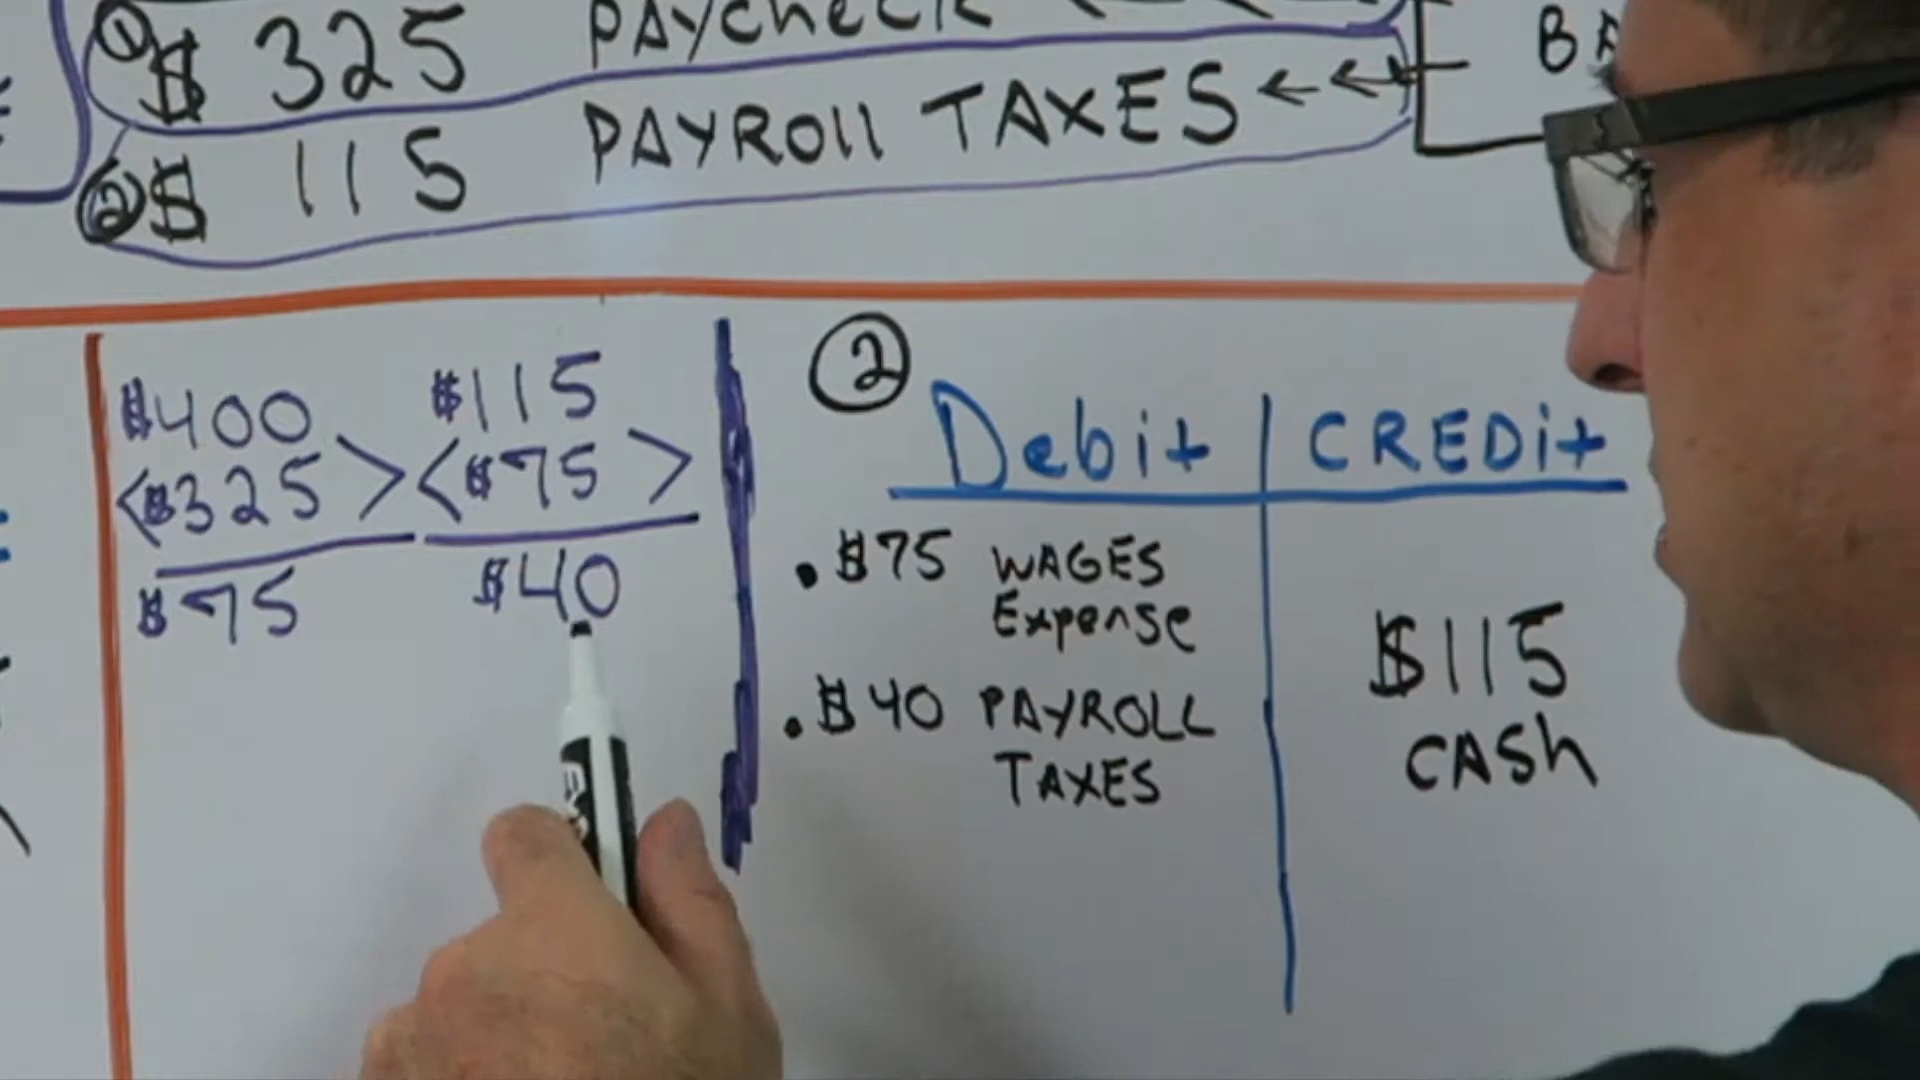 ① $ 325 PAYCHECK
② $ 115 PAYROLL TAXES ←←
BA
$400
<$325>
$75
$115
<$75>
$40
②
Debit CREDit
. $75 WAGES
Expense
. $40 PAYROLL
TAXES
$115
CASh